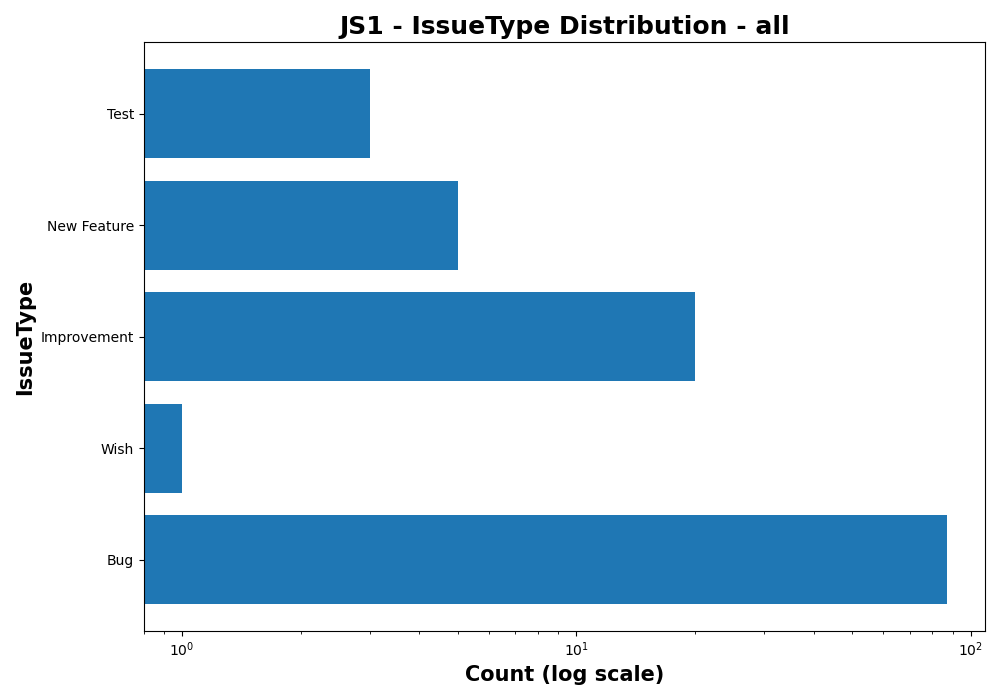 JS1 - IssueType Distribution - all
Test
New Feature
Improvement
Wish
Bug
IssueType
10⁰
10¹
10²
Count (log scale)